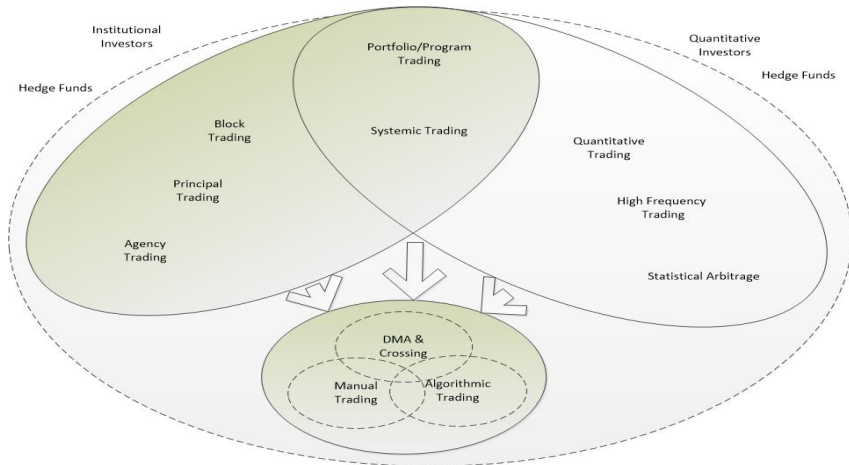 Institutional
Investors
Hedge Funds
Portfolio/Program
Trading
Quantitative
Investors
Hedge Funds
Block
Trading
Systemic Trading
Quantitative
Trading
Principal
Trading
High Frequency
Trading
Agency
Trading
Statistical Arbitrage
DMA &
Crossing
Manual
Trading
Algorithmic
Trading